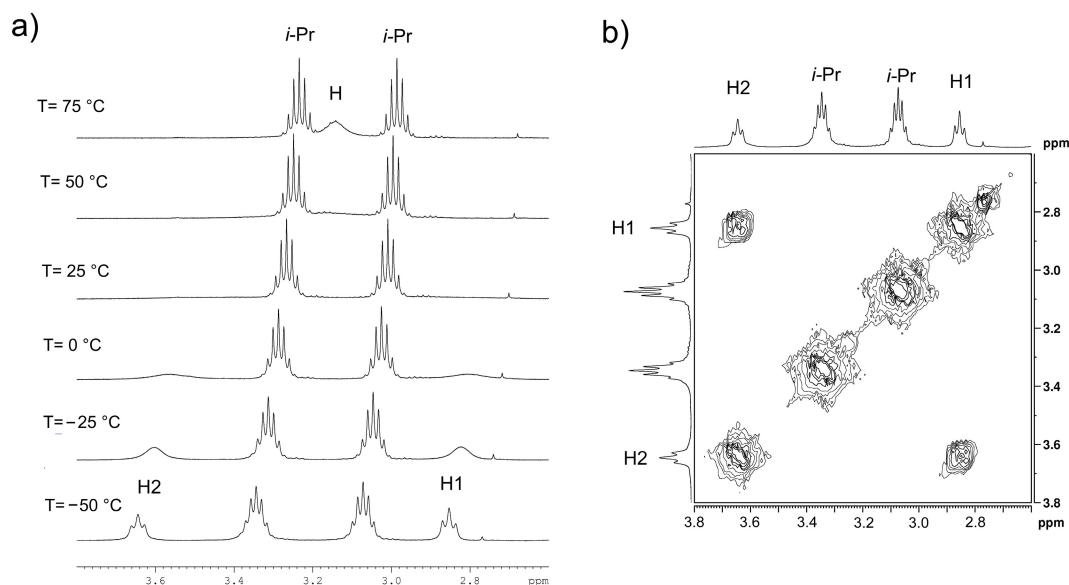 a)
i-Pr i-Pr
H
T= 75 °C
T= 50 °C
T= 25 °C
T= 0 °C
T=−25 °C
T=−50 °C
H2 H1
3.6 3.4 3.2 3.0 2.8 ppm
b)
H2 i-Pr i-Pr H1
ppm
H1
H2
2.8
3.0
3.2
3.4
3.6
3.8
3.8 3.6 3.4 3.2 3.0 2.8 ppm